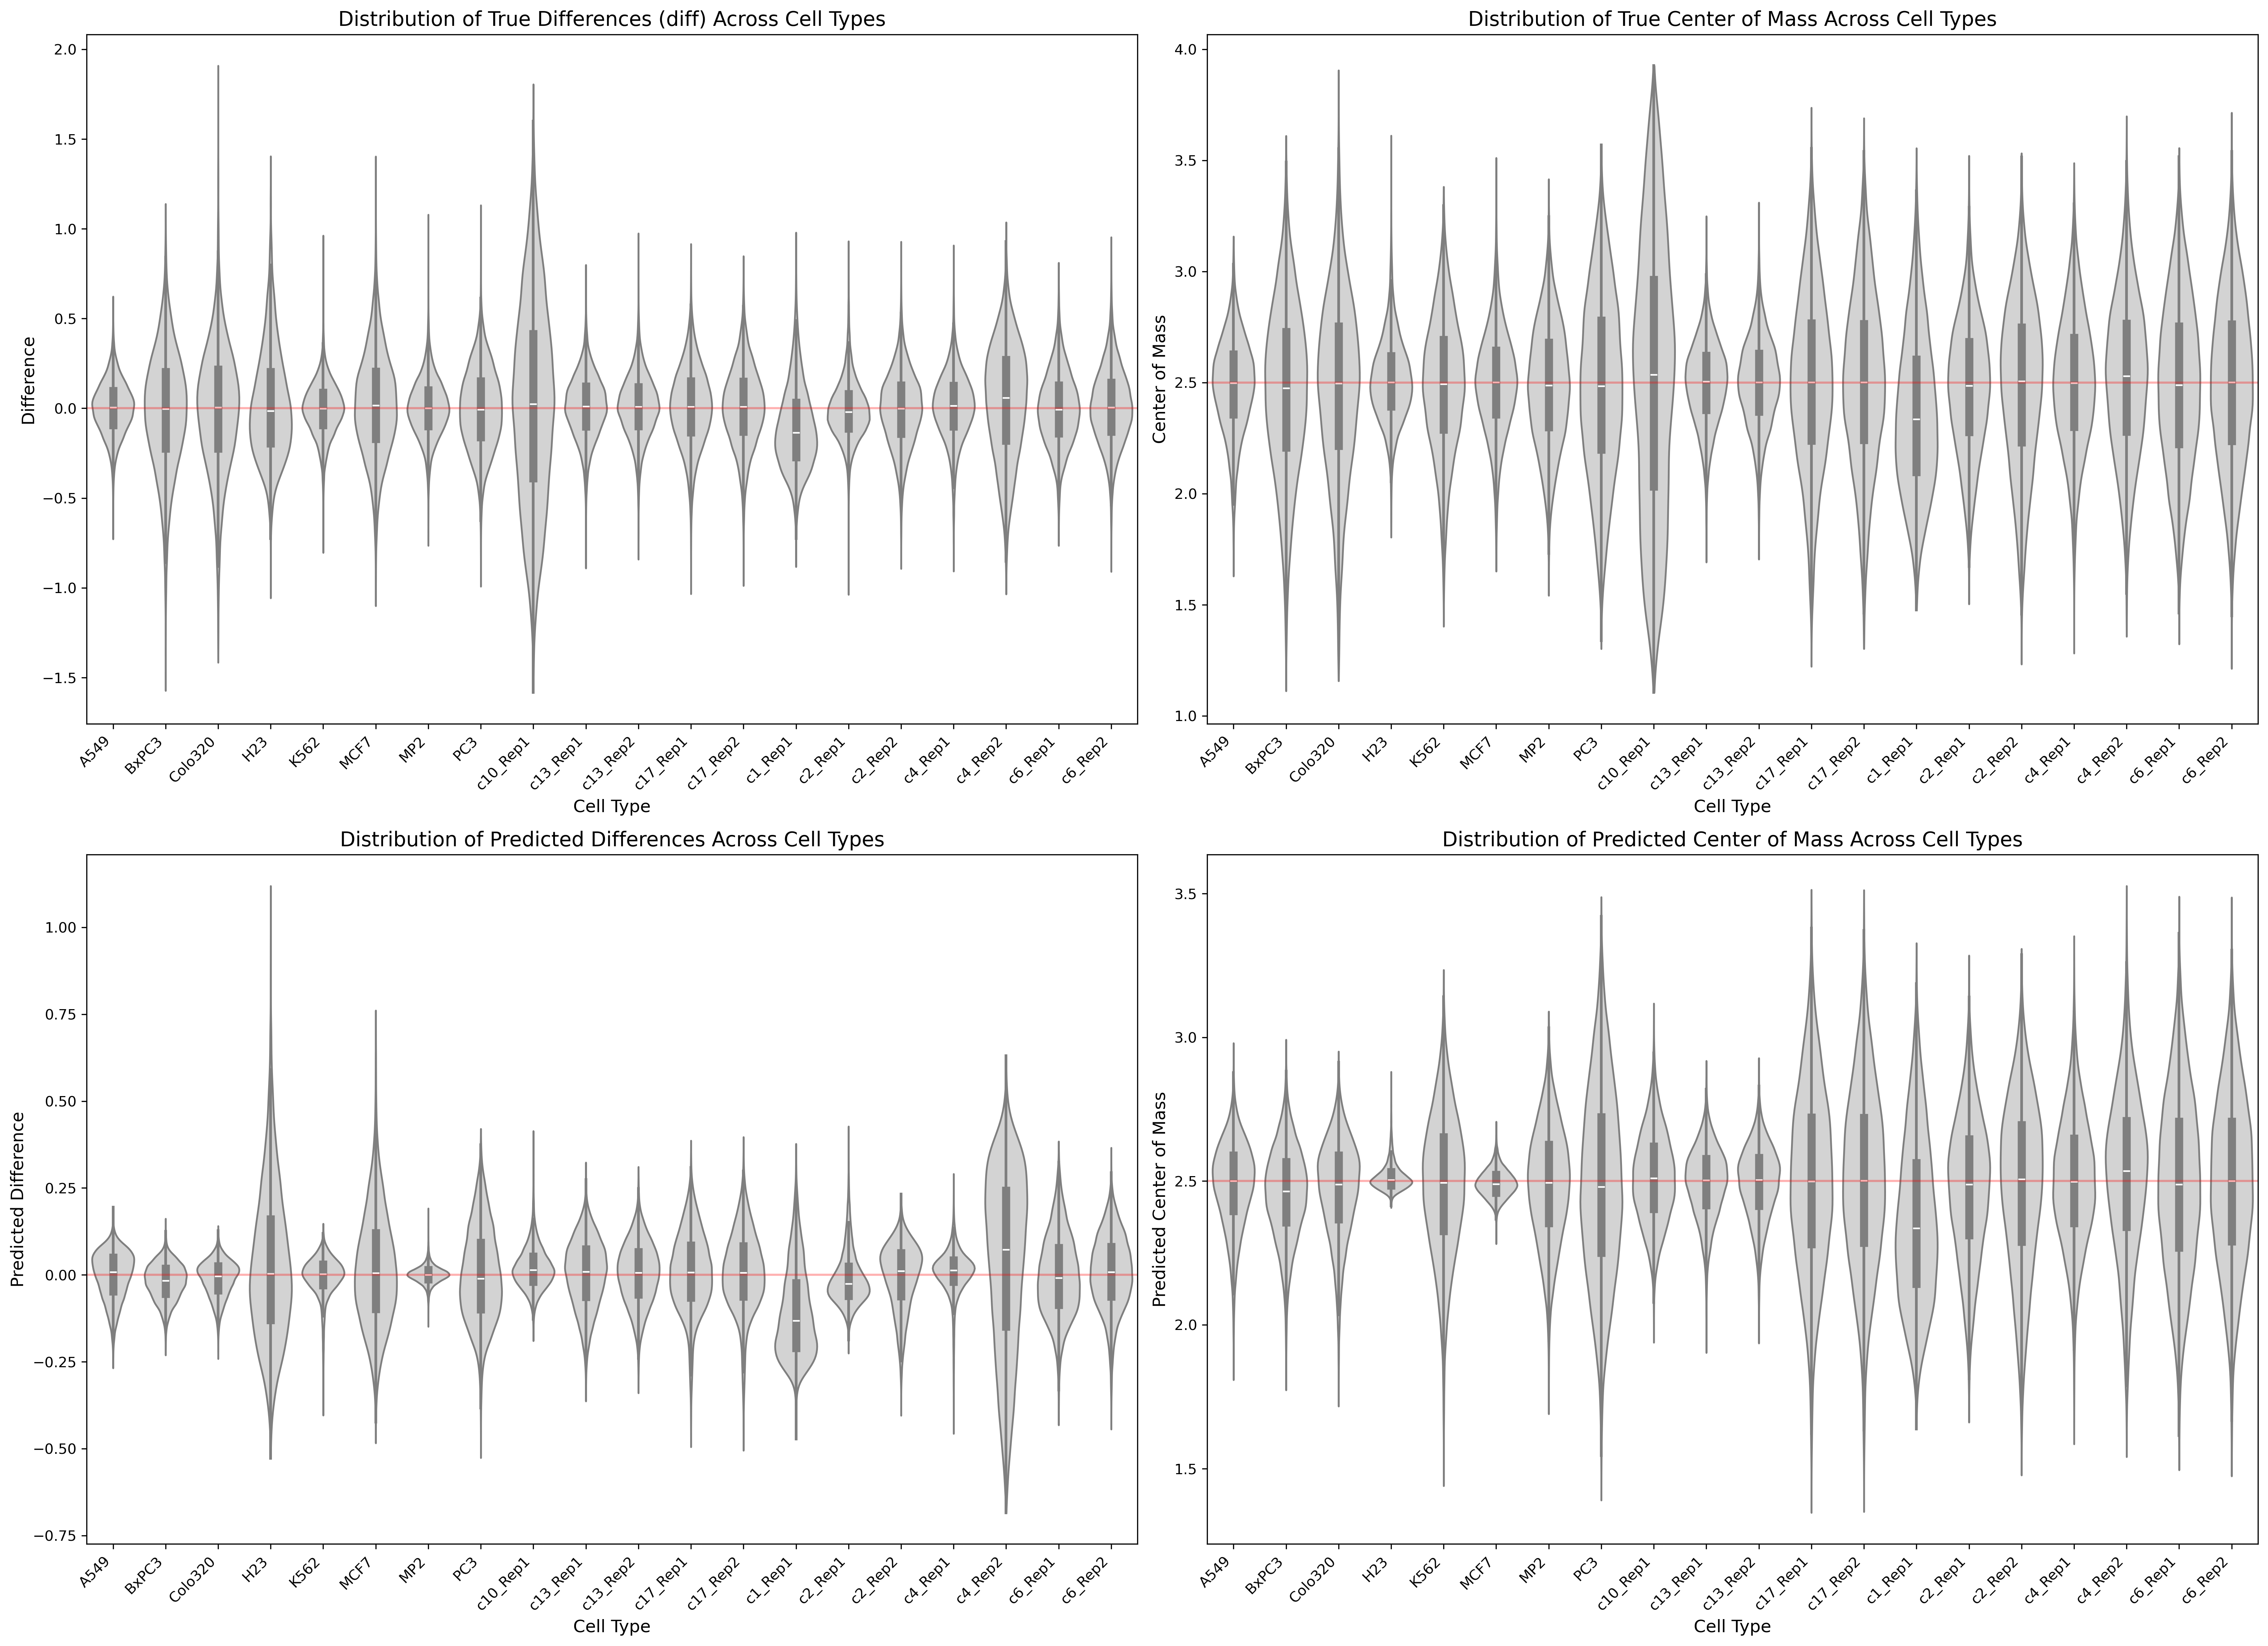 Distribution of True Differences (diff) Across Cell Types
2.0
1.5
1.0
0.5
0.0
−0.5
−1.0
−1.5
Difference
A549
BxPC3
Colo320
H23
K562
MCF7
MP2
PC3
c10_Rep1
c13_Rep1
c13_Rep2
c17_Rep1
c17_Rep2
c1_Rep1
c2_Rep1
c2_Rep2
c4_Rep1
c4_Rep2
c6_Rep1
c6_Rep2
Cell Type
Distribution of True Center of Mass Across Cell Types
4.0
3.5
3.0
2.5
2.0
1.5
1.0
Center of Mass
A549
BxPC3
Colo320
H23
K562
MCF7
MP2
PC3
c10_Rep1
c13_Rep1
c13_Rep2
c17_Rep1
c17_Rep2
c1_Rep1
c2_Rep1
c2_Rep2
c4_Rep1
c4_Rep2
c6_Rep1
c6_Rep2
Cell Type
Distribution of Predicted Differences Across Cell Types
1.00
0.75
0.50
0.25
0.00
−0.25
−0.50
−0.75
Predicted Difference
A549
BxPC3
Colo320
H23
K562
MCF7
MP2
PC3
c10_Rep1
c13_Rep1
c13_Rep2
c17_Rep1
c17_Rep2
c1_Rep1
c2_Rep1
c2_Rep2
c4_Rep1
c4_Rep2
c6_Rep1
c6_Rep2
Cell Type
Distribution of Predicted Center of Mass Across Cell Types
3.5
3.0
2.5
2.0
1.5
Predicted Center of Mass
A549
BxPC3
Colo320
H23
K562
MCF7
MP2
PC3
c10_Rep1
c13_Rep1
c13_Rep2
c17_Rep1
c17_Rep2
c1_Rep1
c2_Rep1
c2_Rep2
c4_Rep1
c4_Rep2
c6_Rep1
c6_Rep2
Cell Type